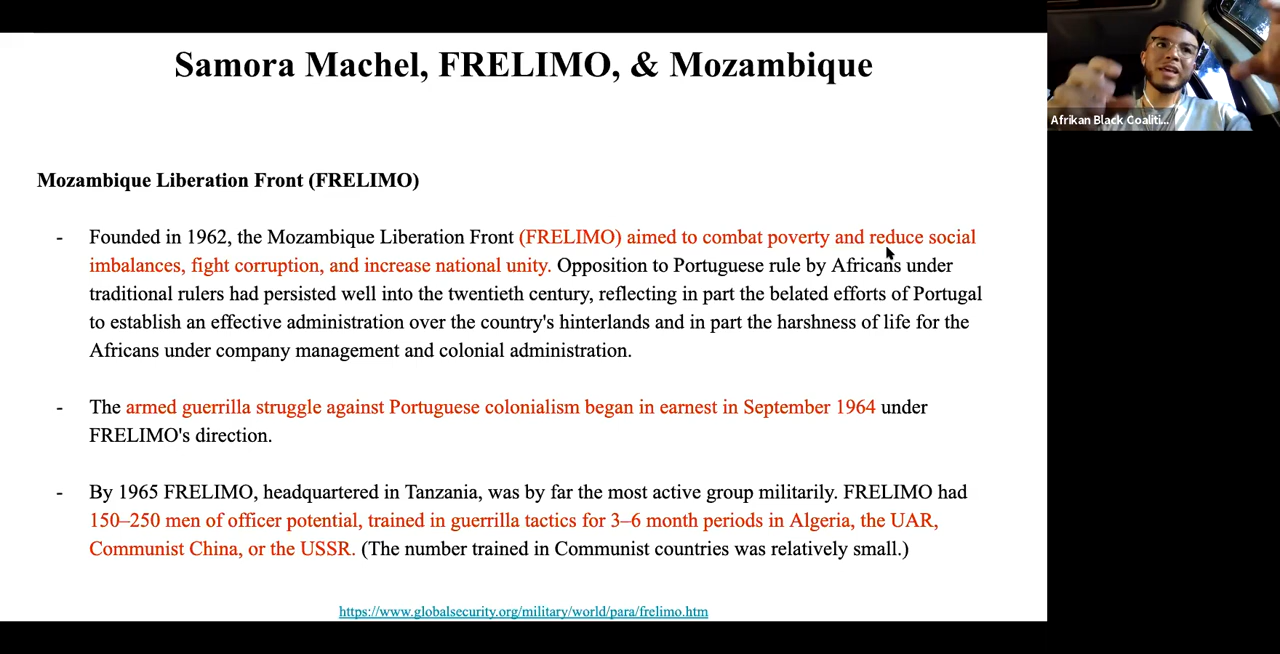 Samora Machel, FRELIMO, & Mozambique
Afrikan Black Coaliti...
Mozambique Liberation Front (FRELIMO)
- Founded in 1962, the Mozambique Liberation Front (FRELIMO) aimed to combat poverty and reduce social
imbalances, fight corruption, and increase national unity. Opposition to Portuguese rule by Africans under
traditional rulers had persisted well into the twentieth century, reflecting in part the belated efforts of Portugal
to establish an effective administration over the country's hinterlands and in part the harshness of life for the
Africans under company management and colonial administration.
- The armed guerrilla struggle against Portuguese colonialism began in earnest in September 1964 under
FRELIMO's direction.
- By 1965 FRELIMO, headquartered in Tanzania, was by far the most active group militarily. FRELIMO had
150–250 men of officer potential, trained in guerrilla tactics for 3–6 month periods in Algeria, the UAR,
Communist China, or the USSR. (The number trained in Communist countries was relatively small.)
https://www.globalsecurity.org/military/world/para/frelimo.htm